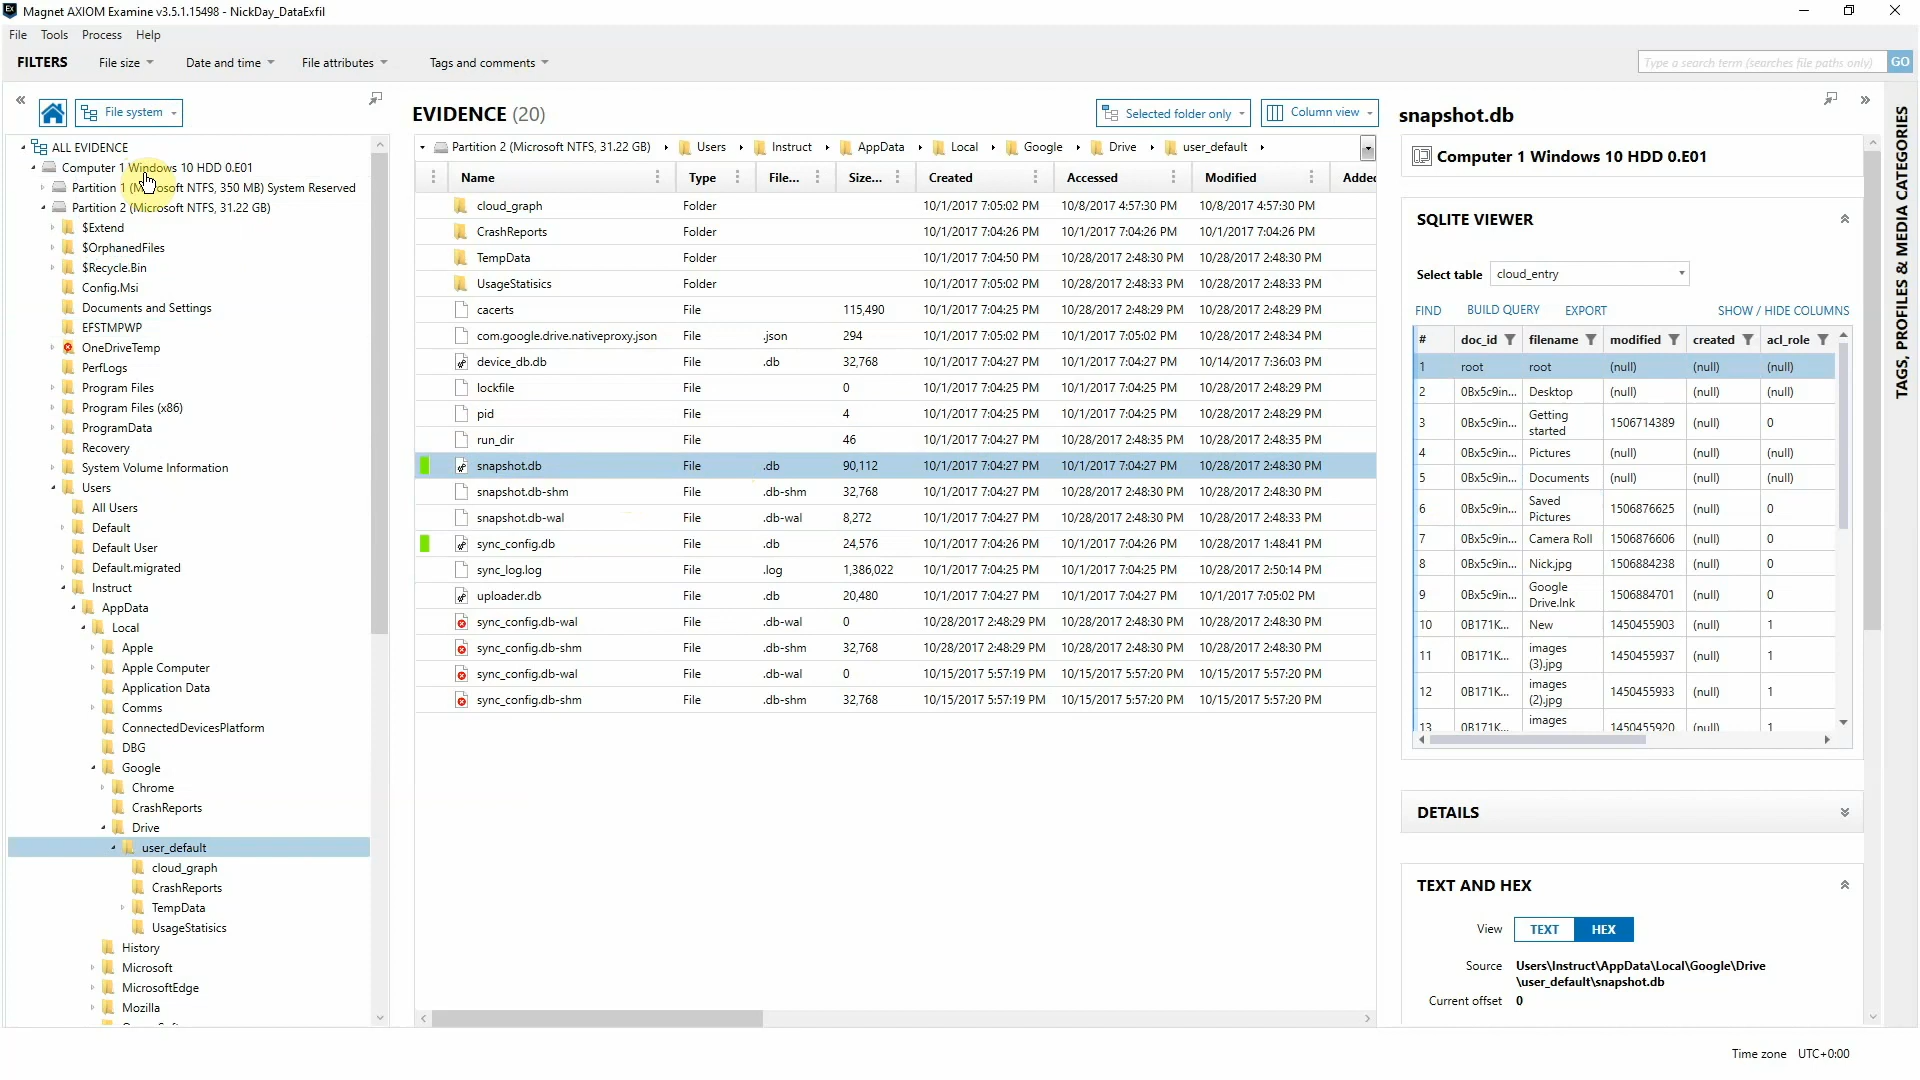 Magnet AXIOM Examine v3.5.1.15498 - NickDay_DataExfil
File Tools Process Help
FILTERS File size Date and time File attributes Tags and comments Type a search term (searches file paths only) GO
File system
ALL EVIDENCE
Computer 1 Windows 10 HDD 0.E01
Partition 1 (Microsoft NTFS, 350 MB) System Reserved
Partition 2 (Microsoft NTFS, 31.22 GB)
$Extend
$OrphanedFiles
$Recycle.Bin
Config.Msi
Documents and Settings
EFSTMPWP
OneDriveTemp
PerfLogs
Program Files
Program Files (x86)
ProgramData
Recovery
System Volume Information
Users
All Users
Default
Default User
Default.migrated
Instruct
AppData
Local
Apple
Apple Computer
Application Data
Comms
ConnectedDevicesPlatform
DBG
Google
Chrome
CrashReports
Drive
user_default
cloud_graph
CrashReports
TempData
UsageStatisics
History
Microsoft
MicrosoftEdge
Mozilla
EVIDENCE (20)
Selected folder only Column view
Partition 2 (Microsoft NTFS, 31.22 GB) Users Instruct AppData Local Google Drive user_default
Name Type File... Size... Created Accessed Modified Added
cloud_graph Folder 10/1/2017 7:05:02 PM 10/8/2017 4:57:30 PM 10/8/2017 4:57:30 PM
CrashReports Folder 10/1/2017 7:04:26 PM 10/1/2017 7:04:26 PM 10/1/2017 7:04:26 PM
TempData Folder 10/1/2017 7:04:50 PM 10/28/2017 2:48:30 PM 10/28/2017 2:48:30 PM
UsageStatisics Folder 10/1/2017 7:05:02 PM 10/28/2017 2:48:33 PM 10/28/2017 2:48:33 PM
cacerts File 115,490 10/1/2017 7:04:25 PM 10/28/2017 2:48:29 PM 10/28/2017 2:48:29 PM
com.google.drive.nativeproxy.json File .json 294 10/1/2017 7:05:02 PM 10/1/2017 7:05:02 PM 10/28/2017 2:48:34 PM
device_db.db File .db 32,768 10/1/2017 7:04:27 PM 10/1/2017 7:04:27 PM 10/14/2017 7:36:03 PM
lockfile File 0 10/1/2017 7:04:25 PM 10/1/2017 7:04:25 PM 10/28/2017 2:48:29 PM
pid File 4 10/1/2017 7:04:25 PM 10/1/2017 7:04:25 PM 10/28/2017 2:48:29 PM
run_dir File 46 10/1/2017 7:04:27 PM 10/28/2017 2:48:35 PM 10/28/2017 2:48:35 PM
snapshot.db File .db 90,112 10/1/2017 7:04:27 PM 10/1/2017 7:04:27 PM 10/28/2017 2:48:30 PM
snapshot.db-shm File .db-shm 32,768 10/1/2017 7:04:27 PM 10/28/2017 2:48:30 PM 10/28/2017 2:48:30 PM
snapshot.db-wal File .db-wal 8,272 10/1/2017 7:04:27 PM 10/28/2017 2:48:30 PM 10/28/2017 2:48:33 PM
sync_config.db File .db 24,576 10/1/2017 7:04:26 PM 10/1/2017 7:04:26 PM 10/28/2017 1:48:41 PM
sync_log.log File .log 1,386,022 10/1/2017 7:04:25 PM 10/1/2017 7:04:25 PM 10/28/2017 2:50:14 PM
uploader.db File .db 20,480 10/1/2017 7:04:27 PM 10/1/2017 7:04:27 PM 10/1/2017 7:05:02 PM
sync_config.db-wal File .db-wal 0 10/28/2017 2:48:29 PM 10/28/2017 2:48:30 PM 10/28/2017 2:48:30 PM
sync_config.db-shm File .db-shm 32,768 10/28/2017 2:48:29 PM 10/28/2017 2:48:30 PM 10/28/2017 2:48:30 PM
sync_config.db-wal File .db-wal 0 10/15/2017 5:57:19 PM 10/15/2017 5:57:20 PM 10/15/2017 5:57:20 PM
sync_config.db-shm File .db-shm 32,768 10/15/2017 5:57:19 PM 10/15/2017 5:57:20 PM 10/15/2017 5:57:20 PM
snapshot.db
Computer 1 Windows 10 HDD 0.E01
SQLITE VIEWER
Select table cloud_entry
FIND BUILD QUERY EXPORT SHOW / HIDE COLUMNS
# doc_id filename modified created acl_role
1 root root (null) (null) (null)
2 0Bx5c9in... Desktop (null) (null) (null)
3 0Bx5c9in... Getting started 1506714389 (null) 0
4 0Bx5c9in... Pictures (null) (null) (null)
5 0Bx5c9in... Documents (null) (null) (null)
6 0Bx5c9in... Saved Pictures 1506876625 (null) 0
7 0Bx5c9in... Camera Roll 1506876606 (null) 0
8 0Bx5c9in... Nick.jpg 1506884238 (null) 0
9 0Bx5c9in... Google Drive.lnk 1506884701 (null) 0
10 0B171K... New 1450455903 (null) 1
11 0B171K... images (3).jpg 1450455937 (null) 1
12 0B171K... images (2).jpg 1450455933 (null) 1
13 0B171K... images 1450455920 (null) 1
DETAILS
TEXT AND HEX
View TEXT HEX
Source Users\Instruct\AppData\Local\Google\Drive
\user_default\snapshot.db
Current offset 0
TAGS, PROFILES & MEDIA CATEGORIES
Time zone UTC+0:00